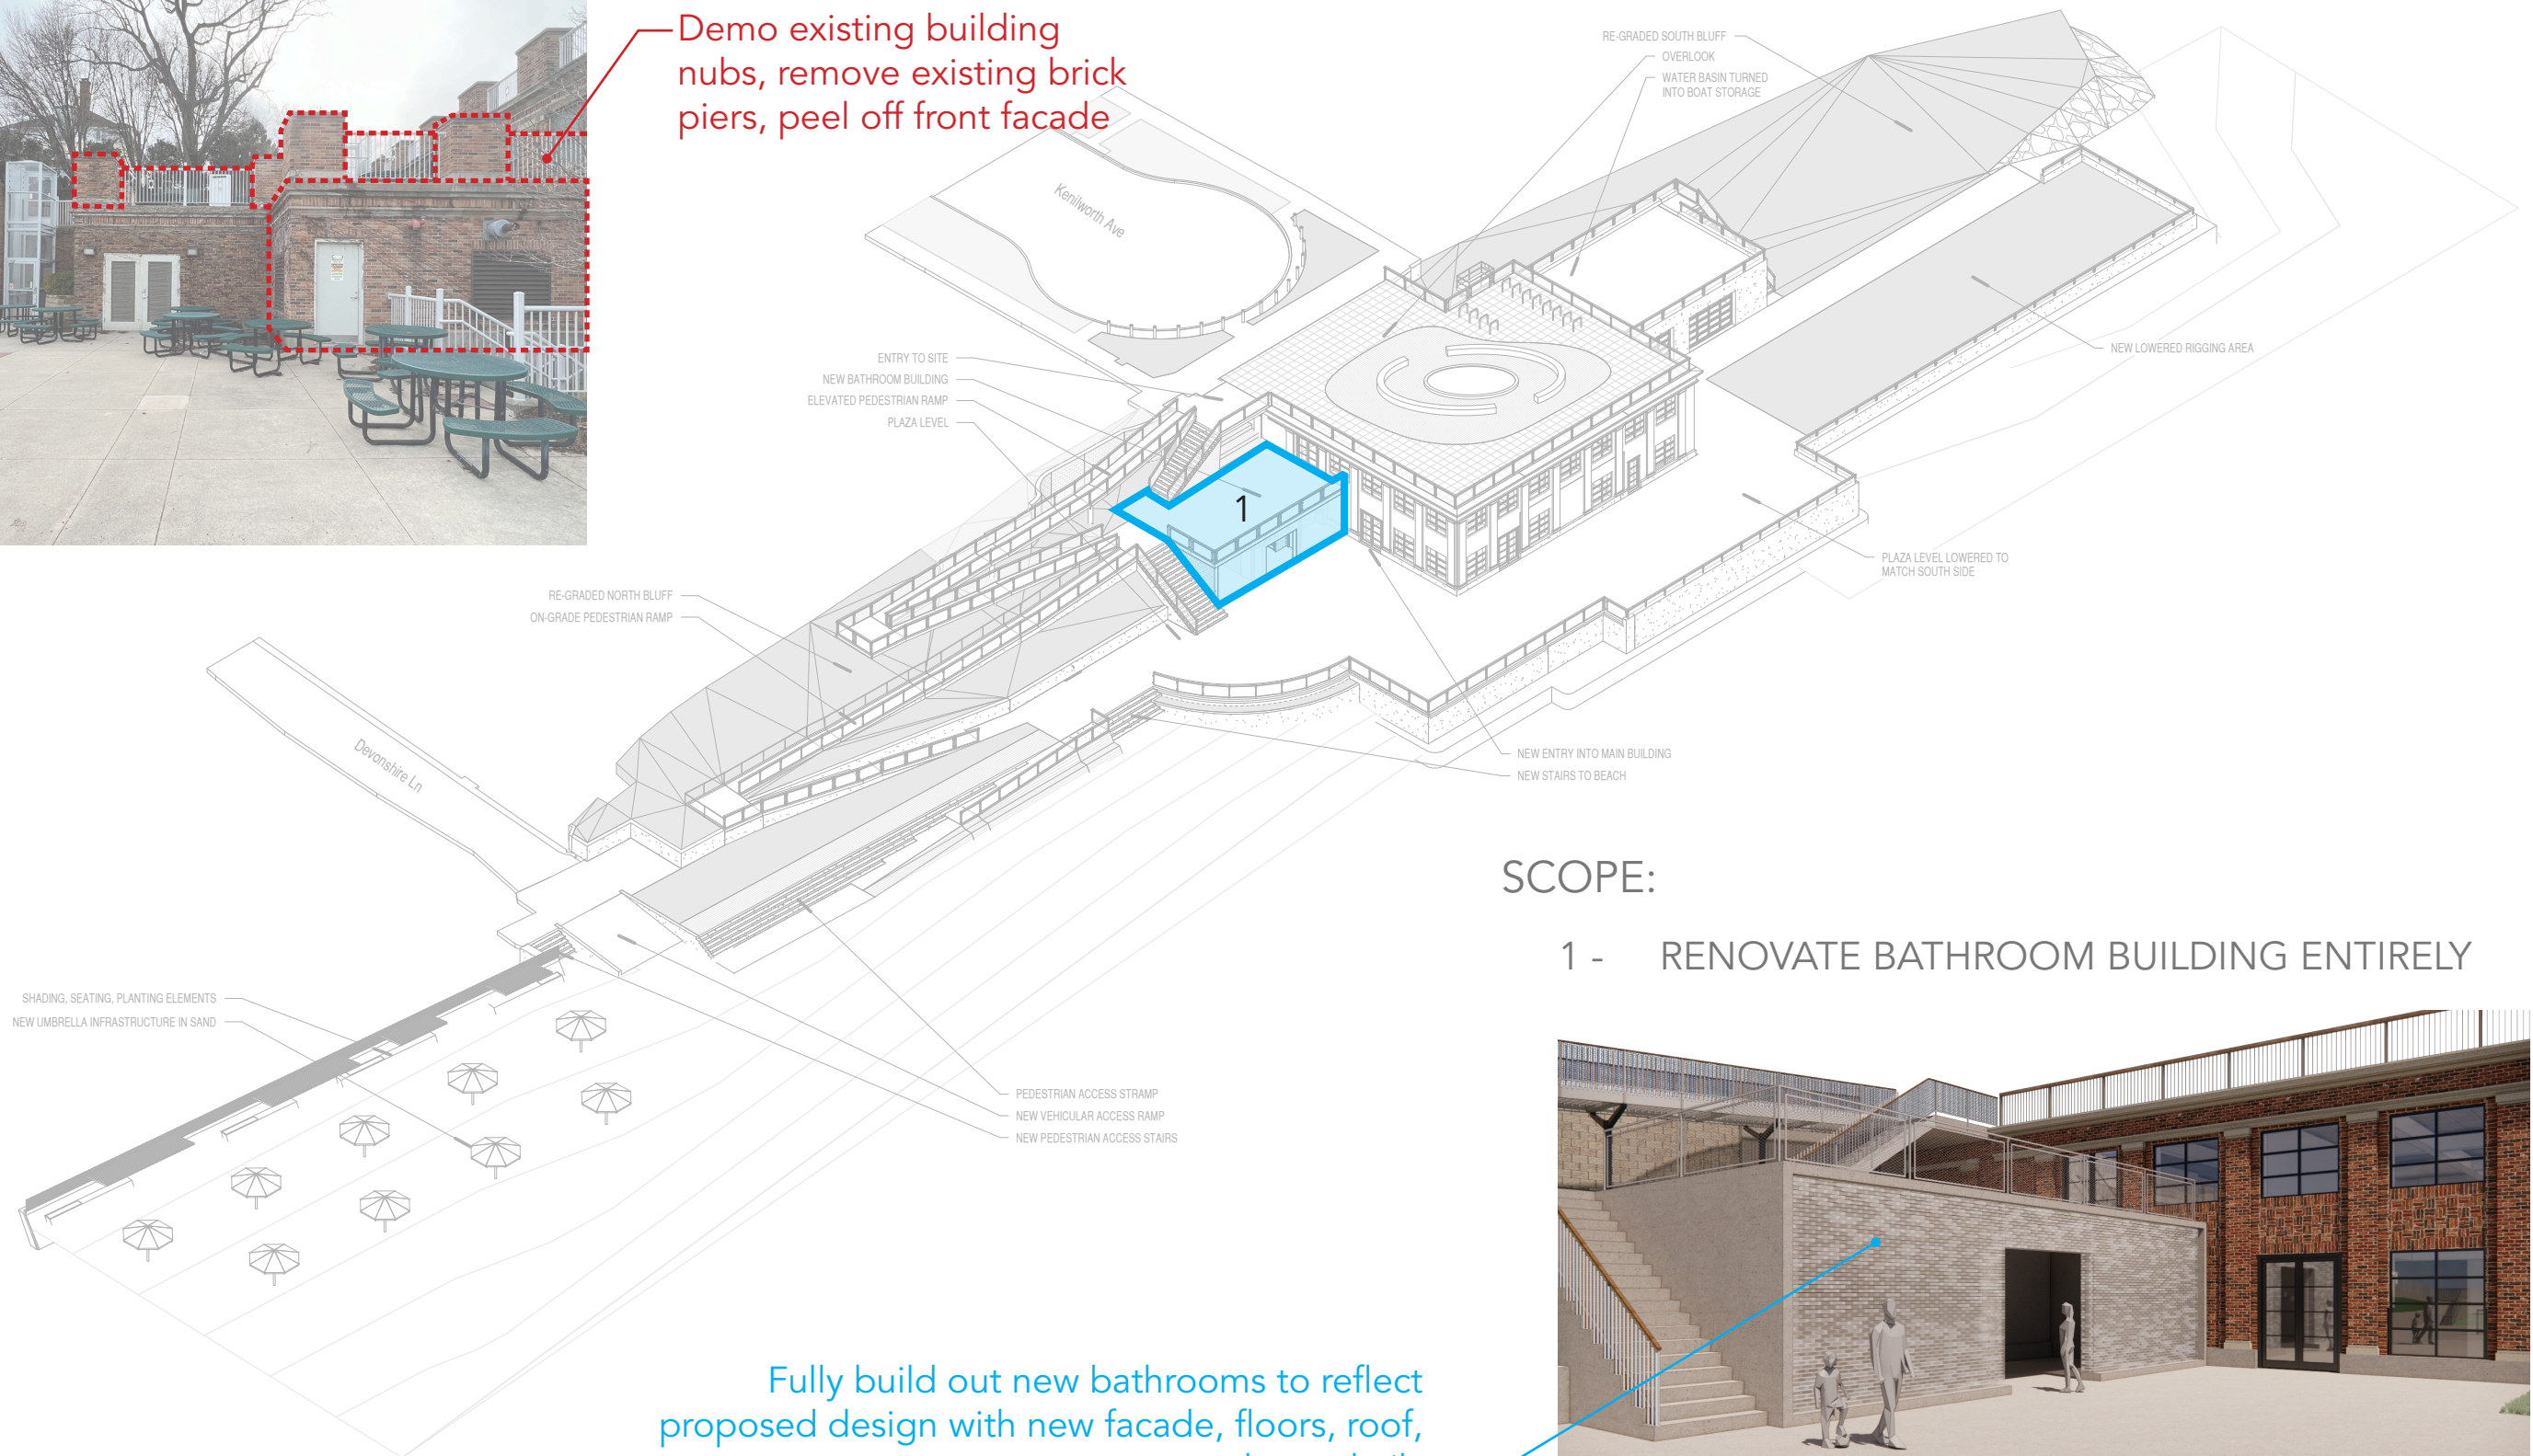 Demo existing building
nubs, remove existing brick
piers, peel off front facade
RE-GRADED SOUTH BLUFF
OVERLOOK
WATER BASIN TURNED
INTO BOAT STORAGE
Kenilworth Ave
ENTRY TO SITE
NEW BATHROOM BUILDING
ELEVATED PEDESTRIAN RAMP
PLAZA LEVEL
NEW LOWERED RIGGING AREA
1
PLAZA LEVEL LOWERED TO
MATCH SOUTH SIDE
RE-GRADED NORTH BLUFF
ON-GRADE PEDESTRIAN RAMP
Devonshire Ln
NEW ENTRY INTO MAIN BUILDING
NEW STAIRS TO BEACH
SCOPE:
1 - RENOVATE BATHROOM BUILDING ENTIRELY
SHADING, SEATING, PLANTING ELEMENTS
NEW UMBRELLA INFRASTRUCTURE IN SAND
PEDESTRIAN ACCESS STRAMP
NEW VEHICULAR ACCESS RAMP
NEW PEDESTRIAN ACCESS STAIRS
Fully build out new bathrooms to reflect
proposed design with new facade, floors, roof,